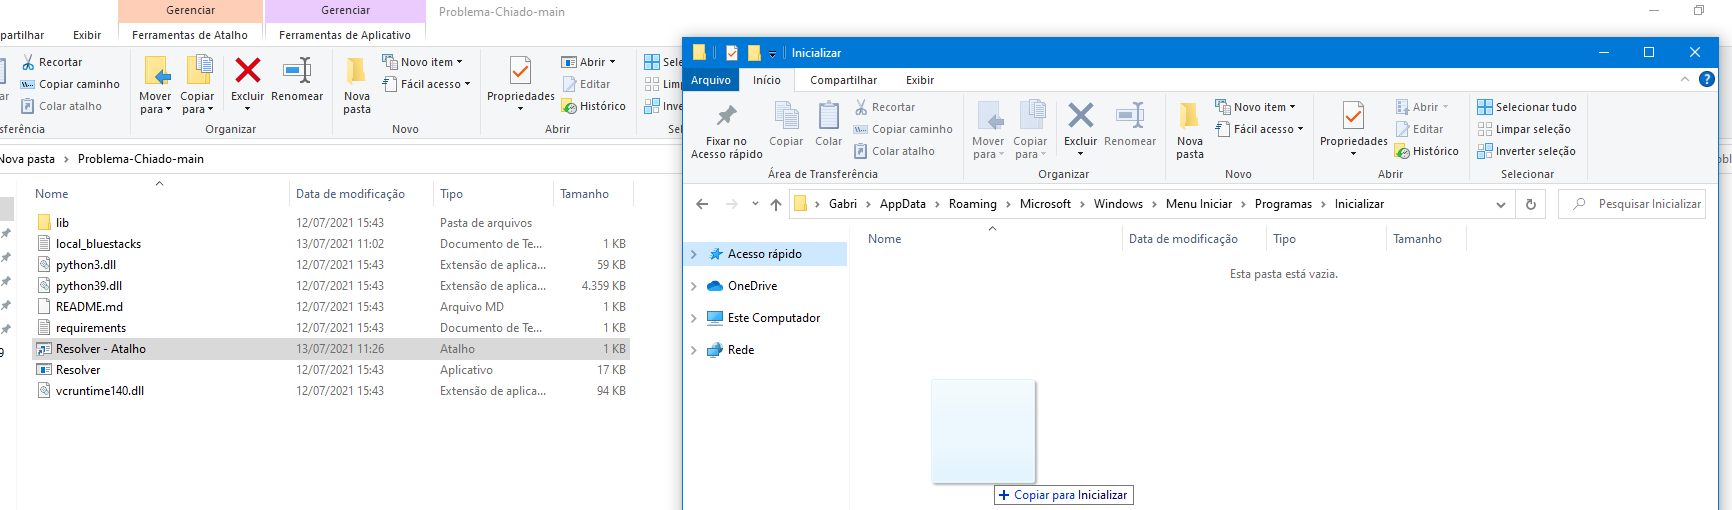 Gerenciar
Gerenciar
Problema-Chiado-main
partilhar
Exibir
Ferramentas de Atalho
Ferramentas de Aplicativo
Recortar
Copiar caminho
Colar atalho
Mover para
Copiar para
Excluir
Renomear
Nova pasta
Novo item
Fácil acesso
Propriedades
Abrir
Editar
Histórico
Sele
Limp
Inver
nsferência
Organizar
Novo
Abrir
Sel
Nova pasta
Problema-Chiado-main
Nome
Data de modificação
Tipo
Tamanho
lib
12/07/2021 15:43
Pasta de arquivos
local_bluestacks
13/07/2021 11:02
Documento de Te...
1 KB
python3.dll
12/07/2021 15:43
Extensão de aplica...
59 KB
python39.dll
12/07/2021 15:43
Extensão de aplica...
4.359 KB
README.md
12/07/2021 15:43
Arquivo MD
1 KB
requirements
12/07/2021 15:43
Documento de Te...
1 KB
Resolver - Atalho
13/07/2021 11:26
Atalho
1 KB
Resolver
12/07/2021 15:43
Aplicativo
17 KB
vcruntime140.dll
12/07/2021 15:43
Extensão de aplica...
94 KB
Inicializar
Arquivo
Início
Compartilhar
Exibir
Fixar no Acesso rápido
Copiar
Colar
Recortar
Copiar caminho
Colar atalho
Mover para
Copiar para
Excluir
Renomear
Nova pasta
Novo item
Fácil acesso
Propriedades
Abrir
Editar
Histórico
Selecionar tudo
Limpar seleção
Inverter seleção
Área de Transferência
Organizar
Novo
Abrir
Selecionar
Gabri
AppData
Roaming
Microsoft
Windows
Menu Iniciar
Programas
Inicializar
Pesquisar Inicializar
Nome
Data de modificação
Tipo
Tamanho
Acesso rápido
OneDrive
Este Computador
Rede
Esta pasta está vazia.
Copiar para Inicializar